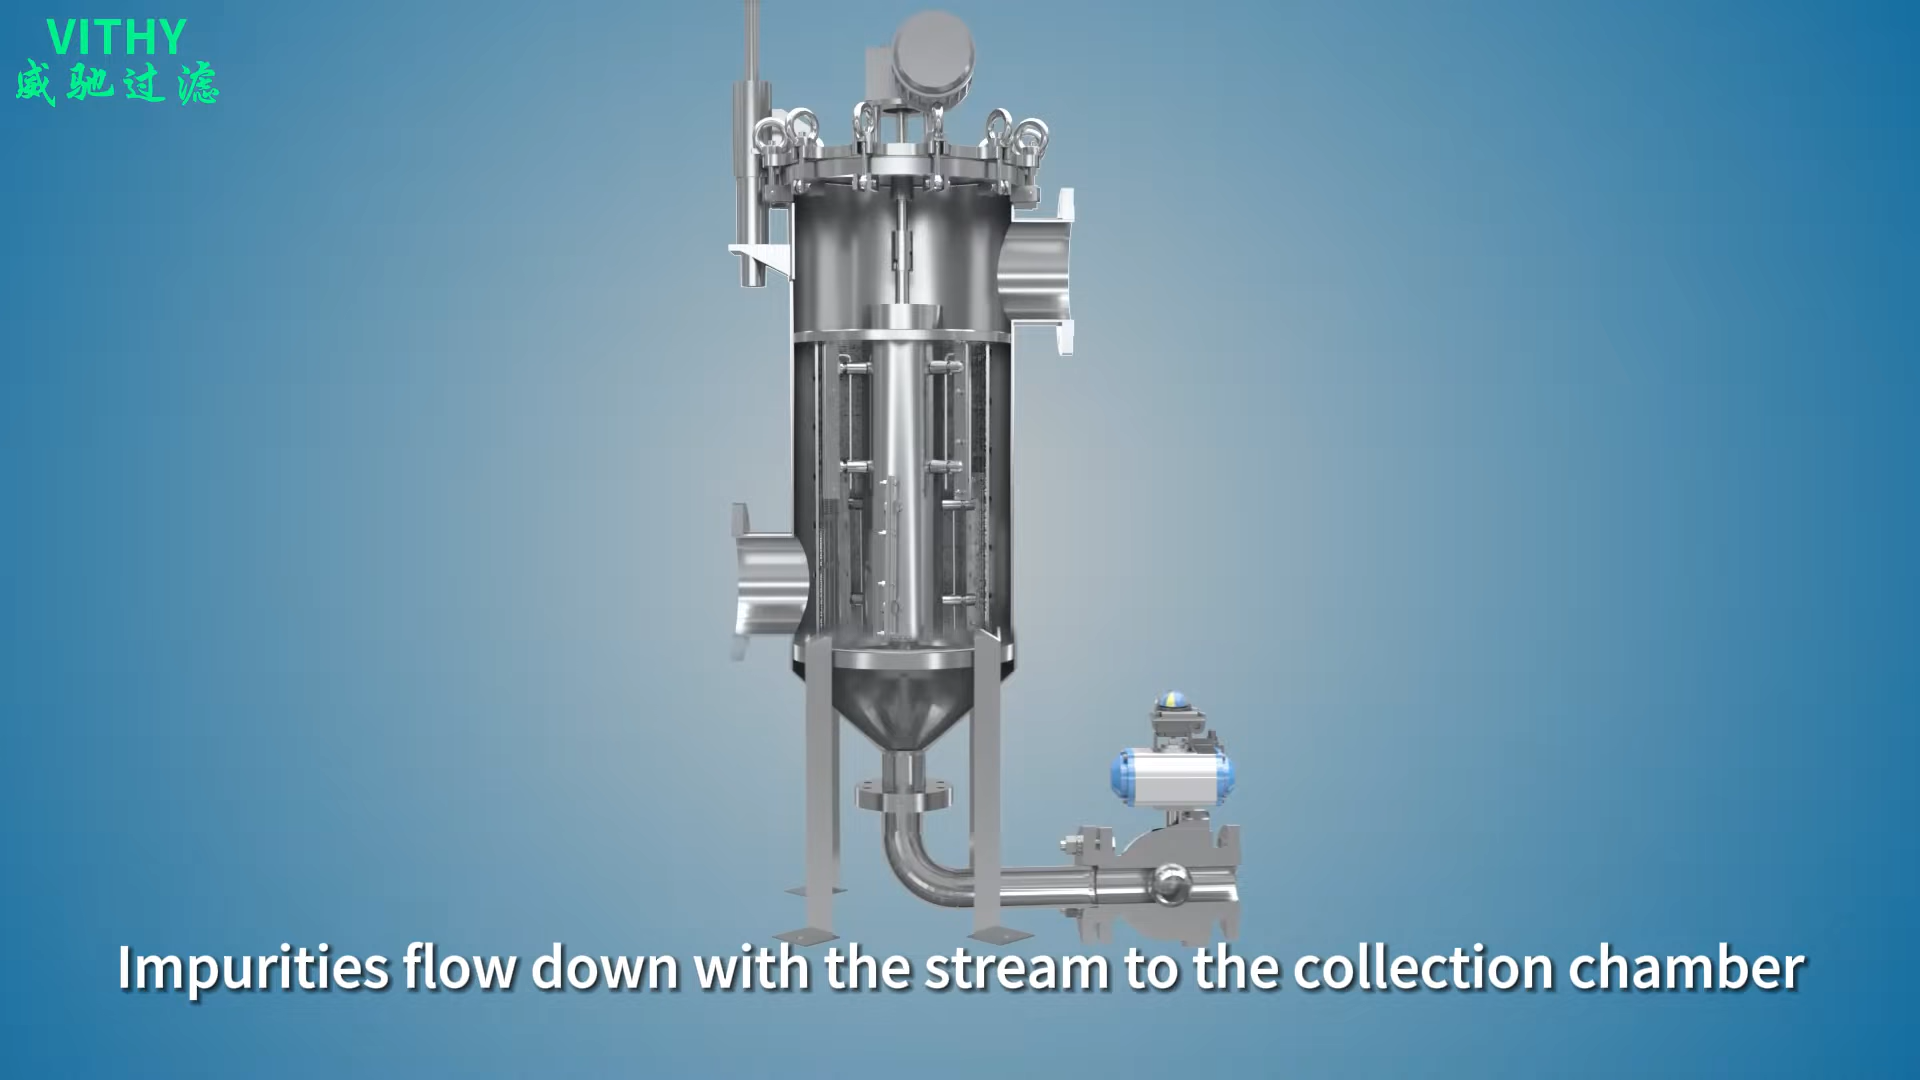 VITHY
威驰过滤
Impurities flow down with the stream to the collection chamber